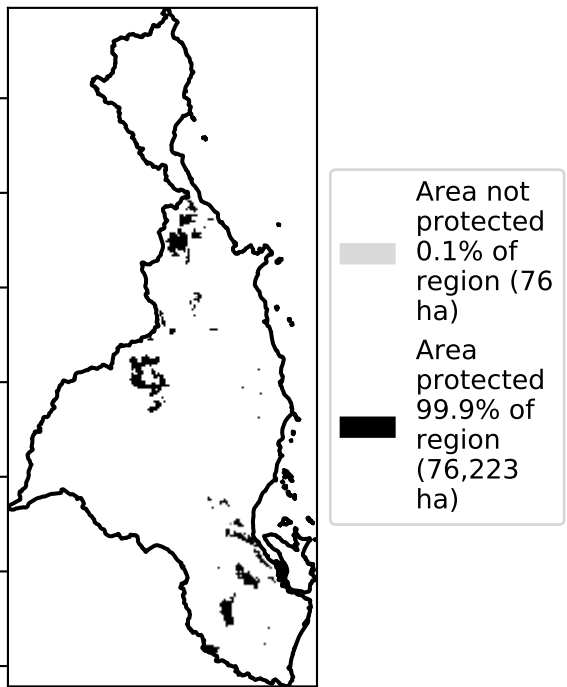 Area not
protected
0.1% of
region (76
ha)
Area
protected
99.9% of
region
(76,223
ha)